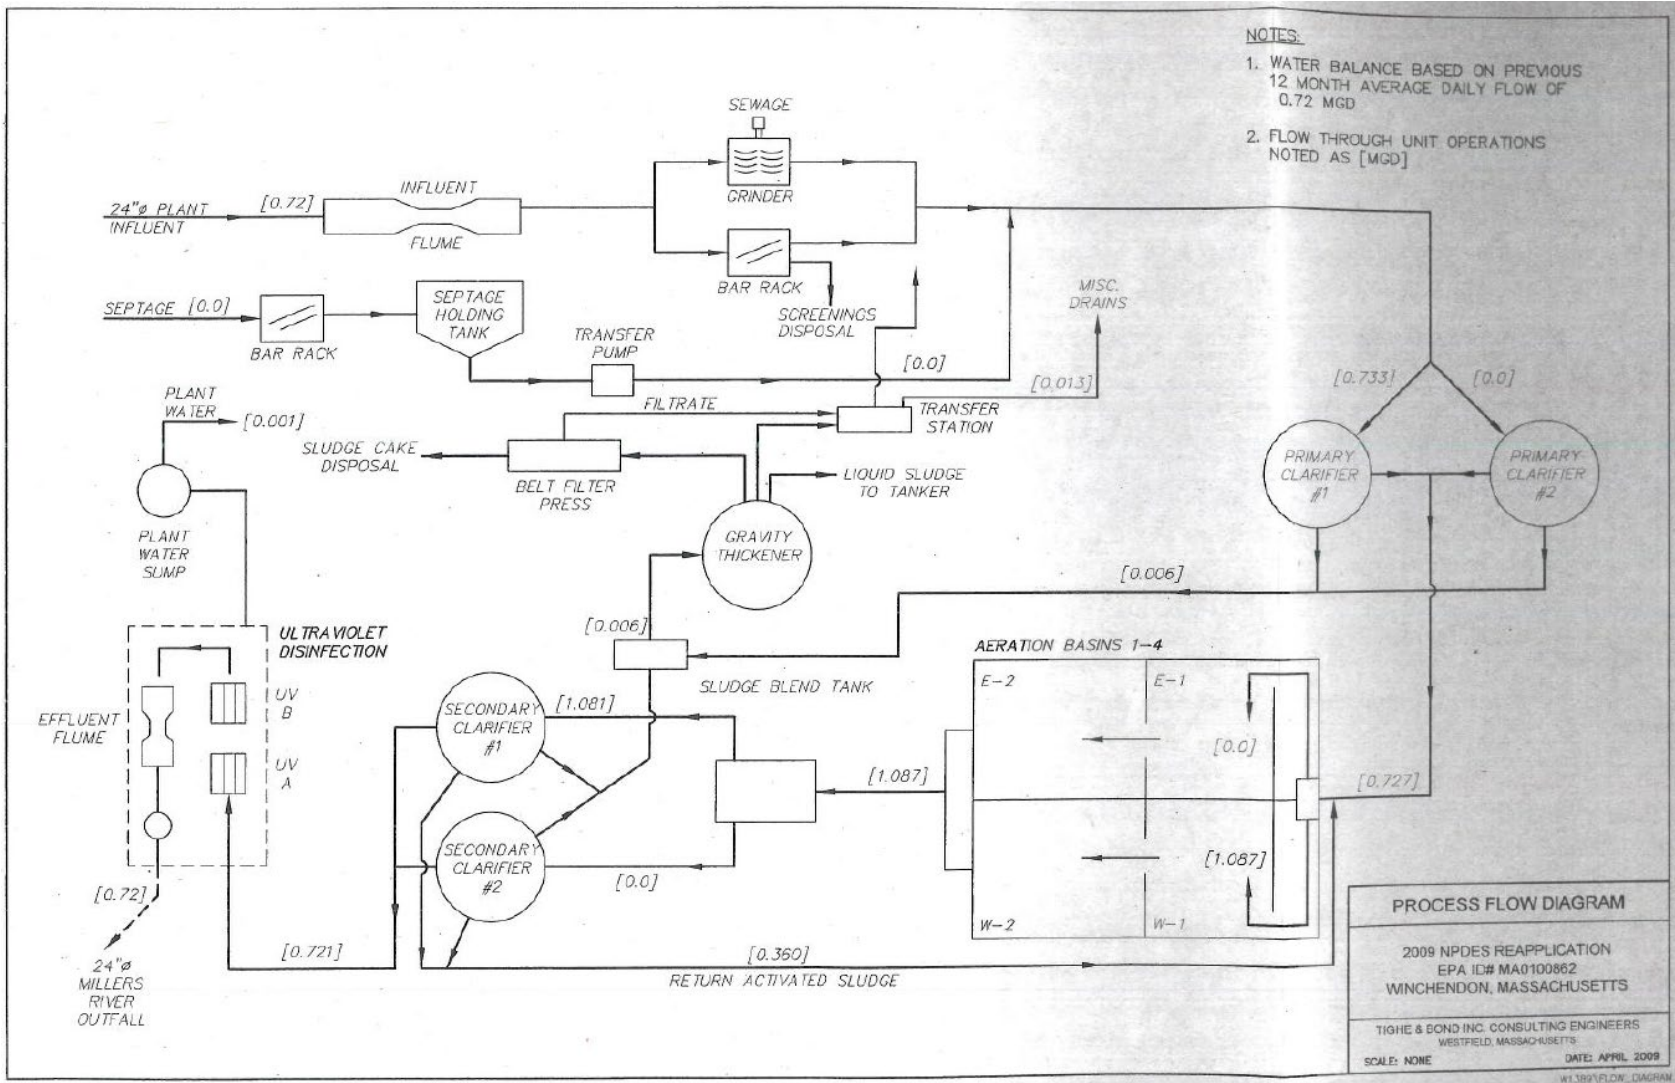 NOTES:
1. WATER BALANCE BASED ON PREVIOUS
12 MONTH AVERAGE DAILY FLOW OF
0.72 MGD
2. FLOW THROUGH UNIT OPERATIONS
NOTED AS [MGD]
SEWAGE
GRINDER
24"ø PLANT
INFLUENT
[0.72]
INFLUENT
FLUME
BAR RACK
SCREENINGS
DISPOSAL
MISC.
DRAINS
SEPTAGE [0.0]
BAR RACK
SEPTAGE
HOLDING
TANK
TRANSFER
PUMP
[0.0]
[0.013]
[0.733]
[0.0]
PLANT
WATER
[0.001]
FILTRATE
TRANSFER
STATION
SLUDGE CAKE
DISPOSAL
BELT FILTER
PRESS
LIQUID SLUDGE
TO TANKER
PRIMARY
CLARIFIER
#1
PRIMARY
CLARIFIER
#2
PLANT
WATER
SUMP
GRAVITY
THICKENER
[0.006]
[0.006]
SLUDGE BLEND TANK
ULTRAVIOLET
DISINFECTION
UV
B
UV
A
EFFLUENT
FLUME
SECONDARY
CLARIFIER
#1
[1.081]
SECONDARY
CLARIFIER
#2
[0.0]
[1.087]
AERATION BASINS 1-4
E-2
E-1
[0.0]
[1.087]
W-2
W-1
[0.727]
[0.72]
24"ø
MILLERS
RIVER
OUTFALL
[0.721]
[0.360]
RETURN ACTIVATED SLUDGE
PROCESS FLOW DIAGRAM
2009 NPDES REAPPLICATION
EPA ID# MA0100862
WINCHENDON, MASSACHUSETTS
TIGHE & BOND INC. CONSULTING ENGINEERS
WESTFIELD, MASSACHUSETTS
SCALE: NONE
DATE: APRIL 2009
FLOW DIAGRAM